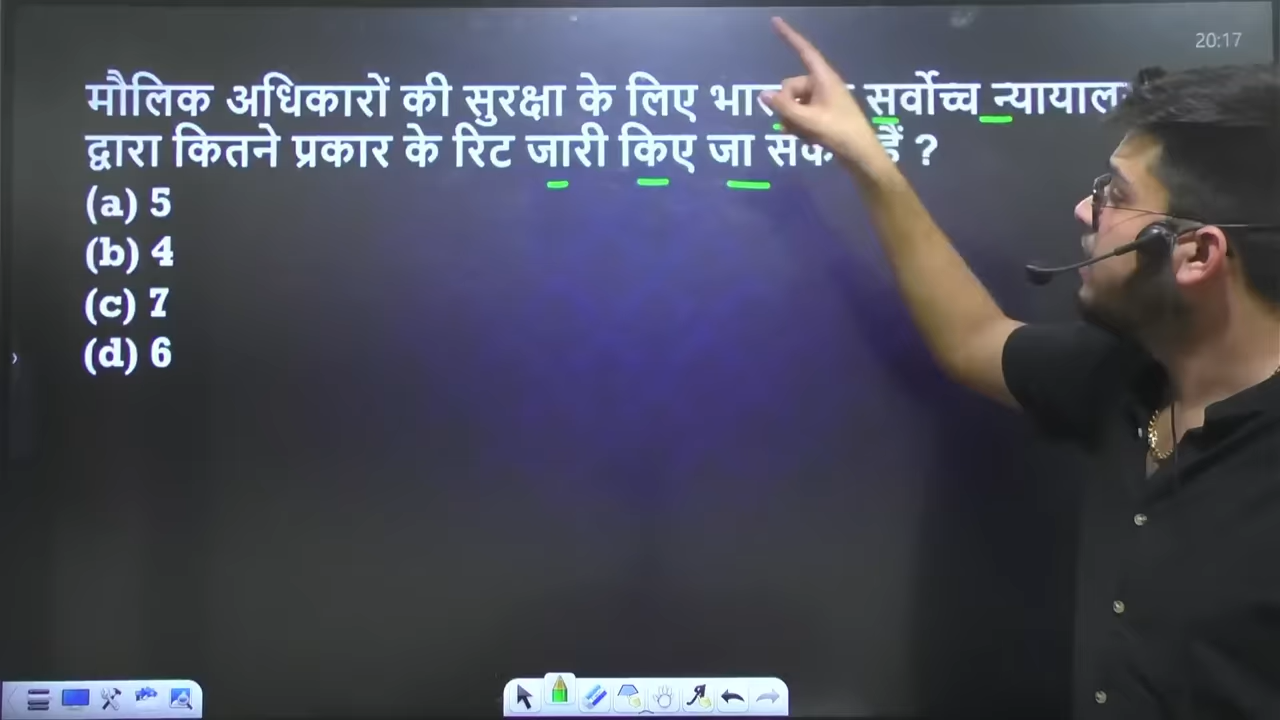 20:17
मौलिक अधिकारों की सुरक्षा के लिए सर्वोच्च
द्वारा कितने प्रकार के रिट जारी किए जा हैं ?
(a) 5
(b) 4
(c) 7
(d) 6